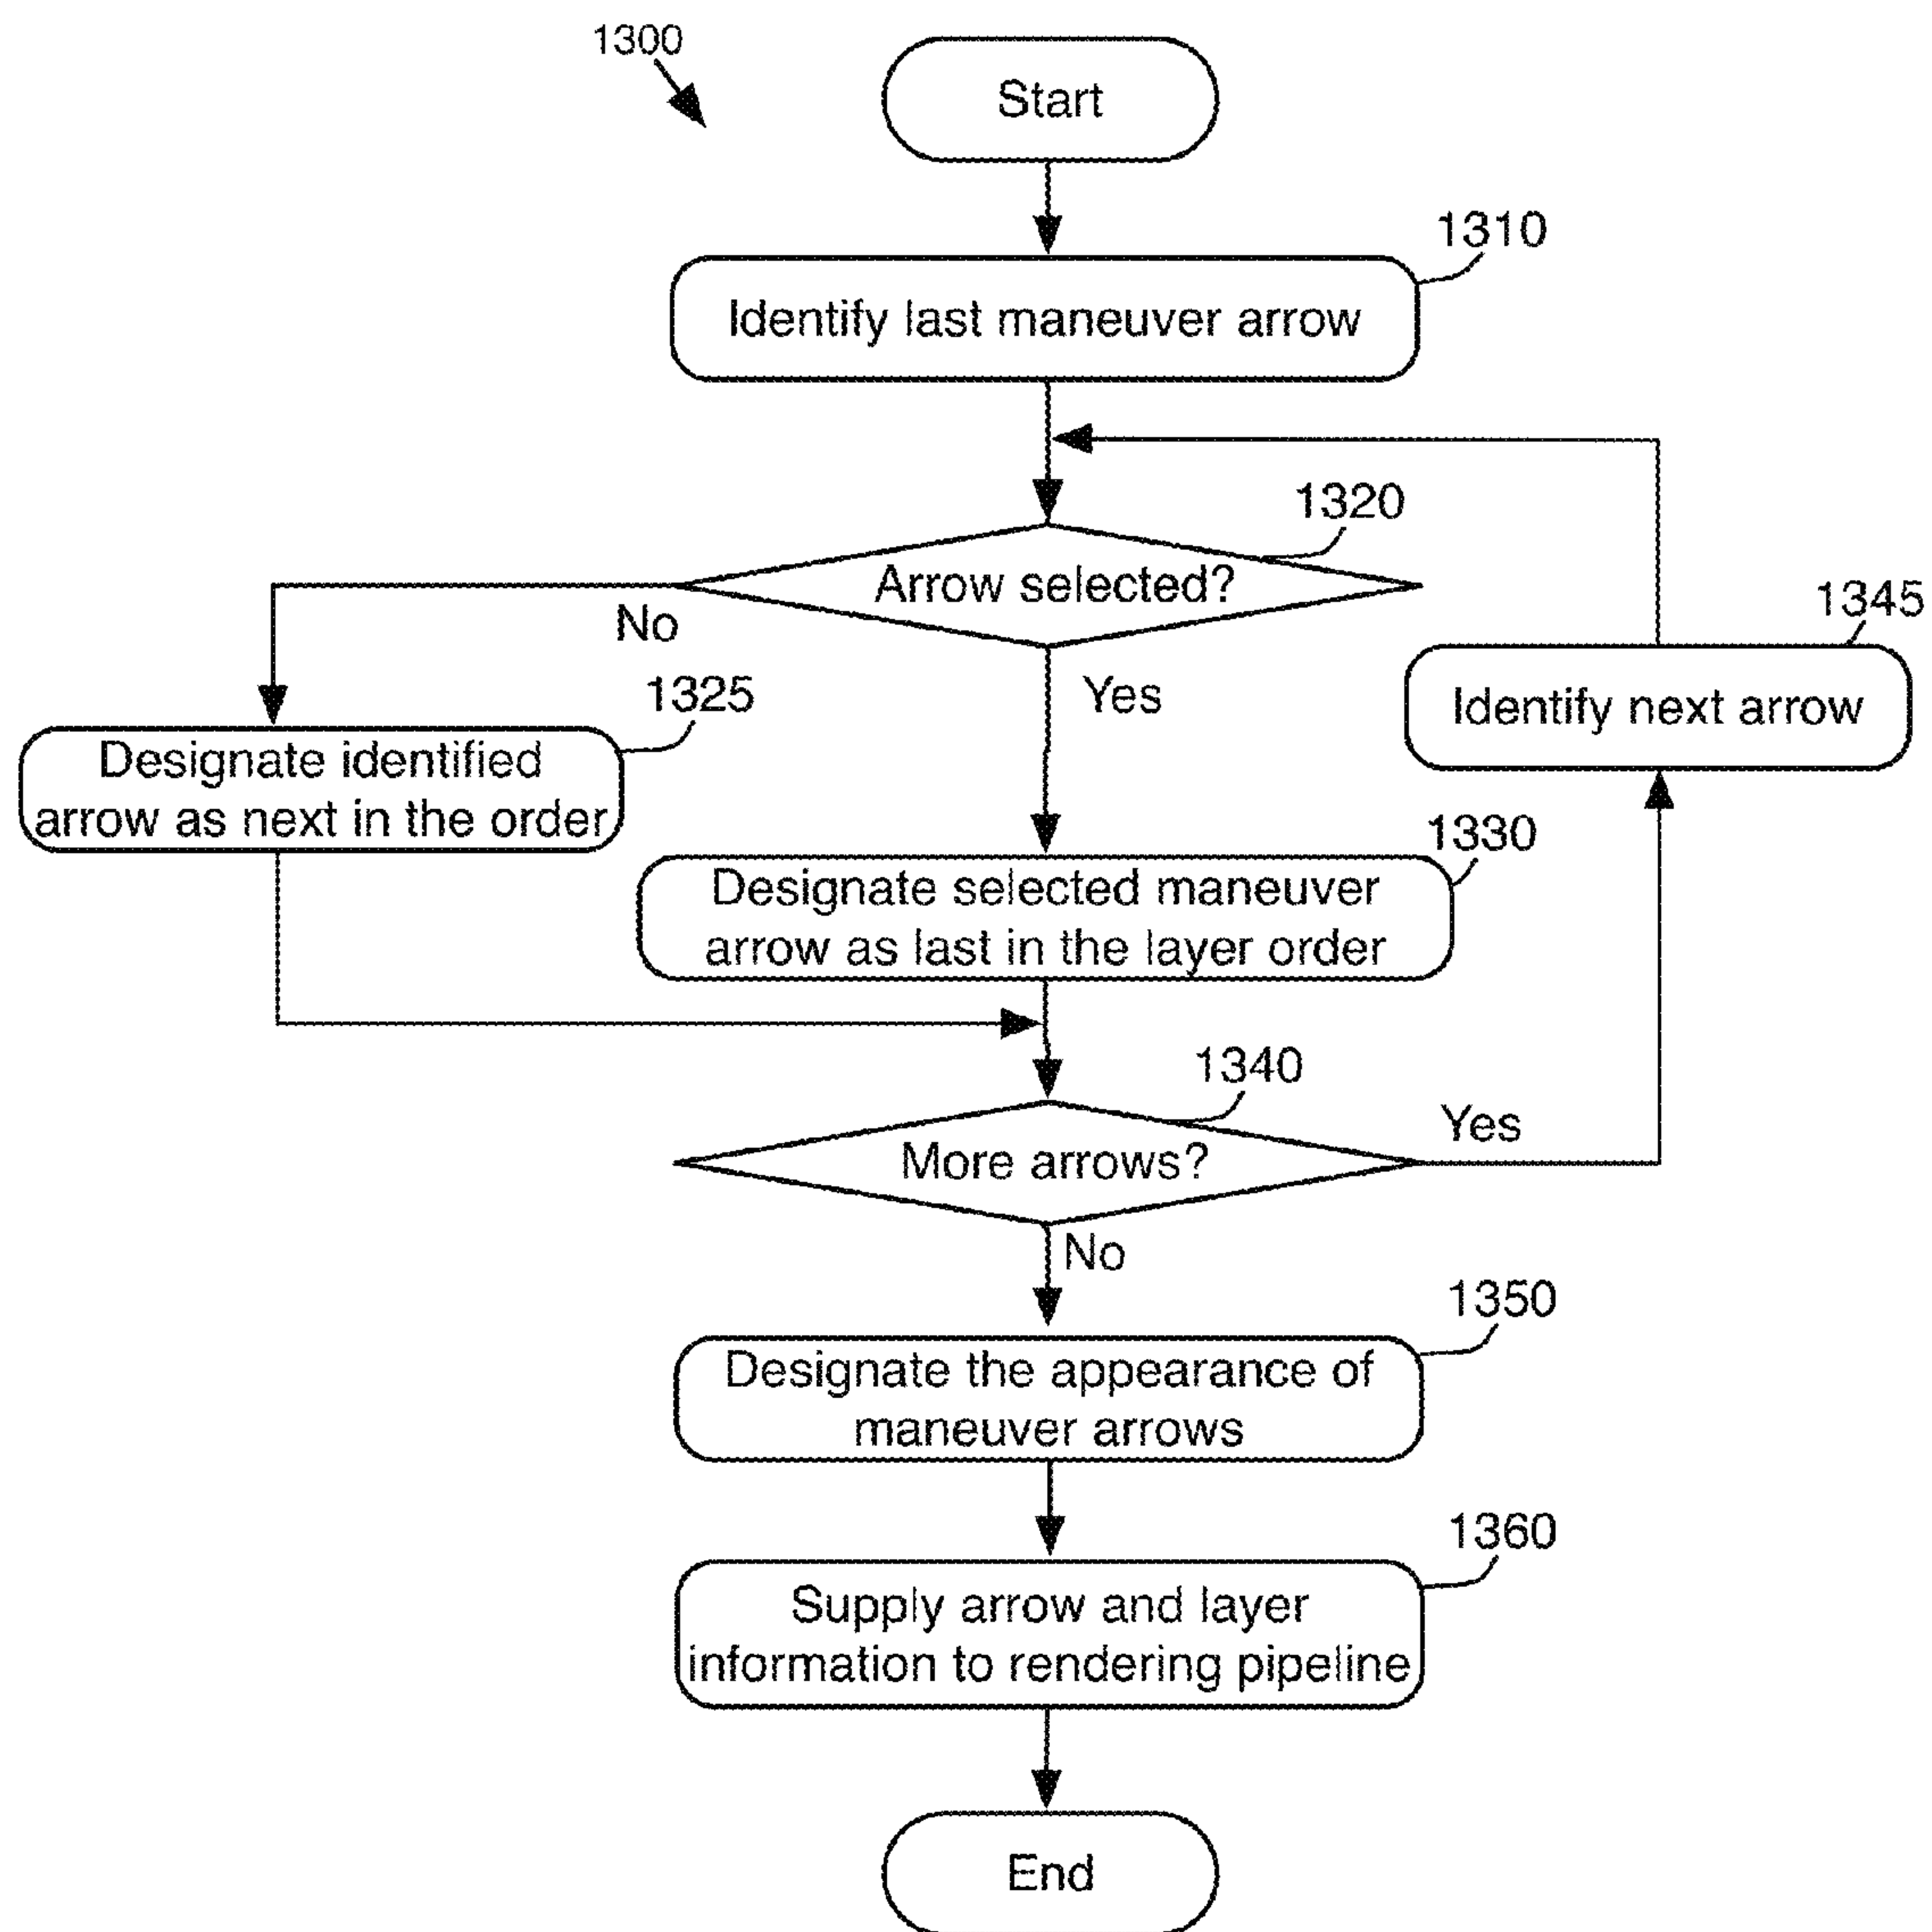 1300
Start
1310
Identify last maneuver arrow
1320
Arrow selected?
No
Yes
1345
Identify next arrow
1325
Designate identified
arrow as next in the order
1330
Designate selected maneuver
arrow as last in the layer order
1340
More arrows?
Yes
No
1350
Designate the appearance of
maneuver arrows
1360
Supply arrow and layer
information to rendering pipeline
End